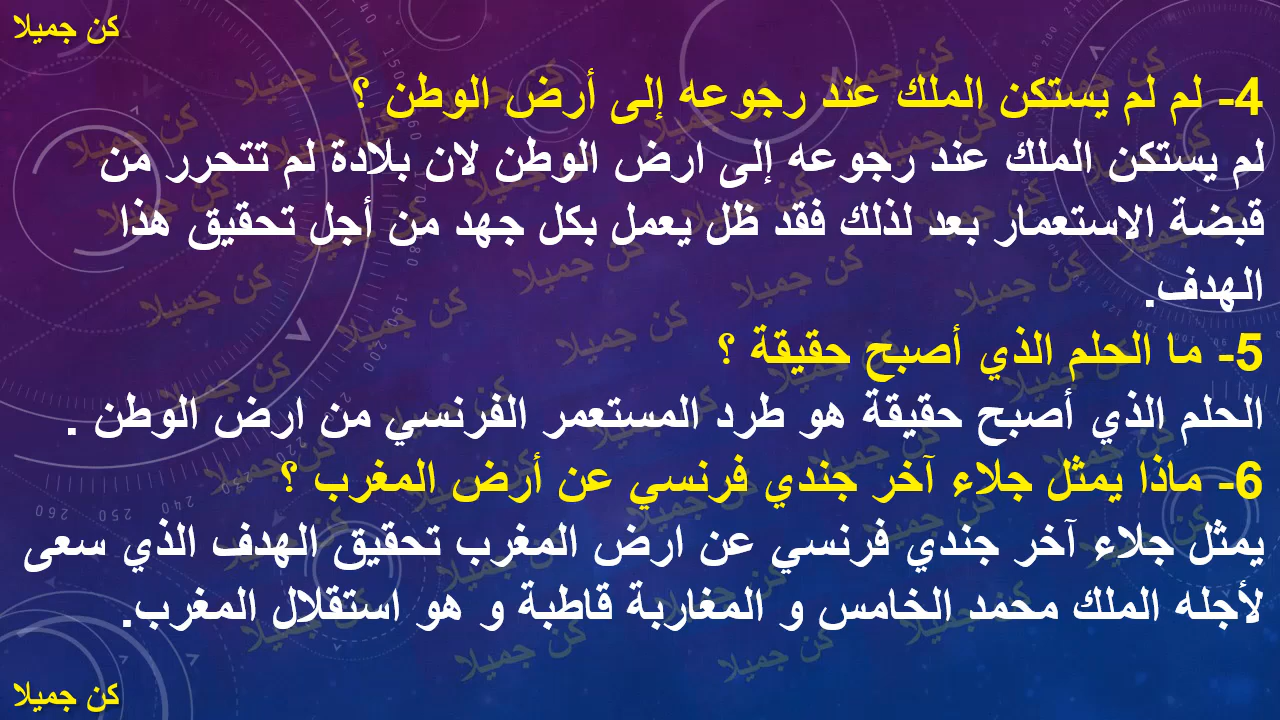 كن جميلا
4- لم لم يستكن الملك عند رجوعه إلى أرض الوطن ؟
لم يستكن الملك عند رجوعه إلى ارض الوطن لان بلادة لم تتحرر من
قبضة الاستعمار بعد لذلك فقد ظل يعمل بكل جهد من أجل تحقيق هذا
الهدف.
5- ما الحلم الذي أصبح حقيقة ؟
الحلم الذي أصبح حقيقة هو طرد المستعمر الفرنسي من ارض الوطن .
6- ماذا يمثل جلاء آخر جندي فرنسي عن أرض المغرب ؟
يمثل جلاء آخر جندي فرنسي عن ارض المغرب تحقيق الهدف الذي سعى
لأجله الملك محمد الخامس و المغاربة قاطبة و هو استقلال المغرب.
كن جميلا